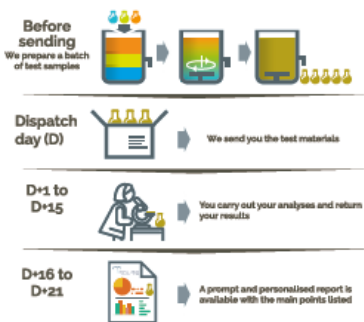 Before
sending
We prepare a batch
of test samples
Dispatch
day (D)
We send you the test materials
D+1 to
D+15
You carry out your analyses and return
your results
D+16 to
D+21
A prompt and personalised report is
available with the main points listed